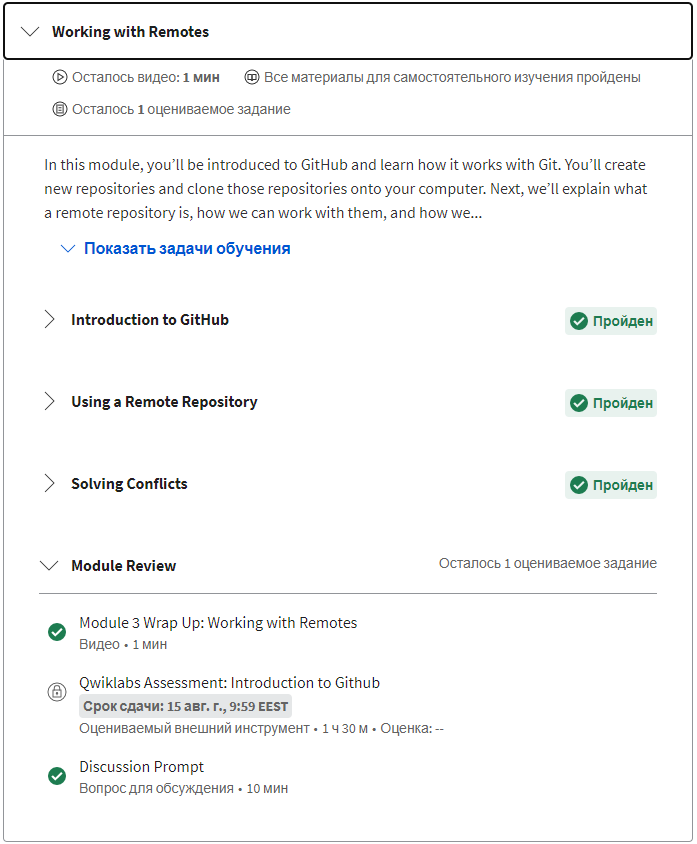 Working with Remotes
Осталось видео: 1 мин Все материалы для самостоятельного изучения пройдены
Осталось 1 оцениваемое задание
In this module, you’ll be introduced to GitHub and learn how it works with Git. You’ll create
new repositories and clone those repositories onto your computer. Next, we’ll explain what
a remote repository is, how we can work with them, and how we...
Показать задачи обучения
Introduction to GitHub Пройден
Using a Remote Repository Пройден
Solving Conflicts Пройден
Module Review Осталось 1 оцениваемое задание
Module 3 Wrap Up: Working with Remotes
Видео • 1 мин
Qwiklabs Assessment: Introduction to Github
Срок сдачи: 15 авг. г., 9:59 EEST
Оцениваемый внешний инструмент • 1 ч 30 м • Оценка: --
Discussion Prompt
Вопрос для обсуждения • 10 мин